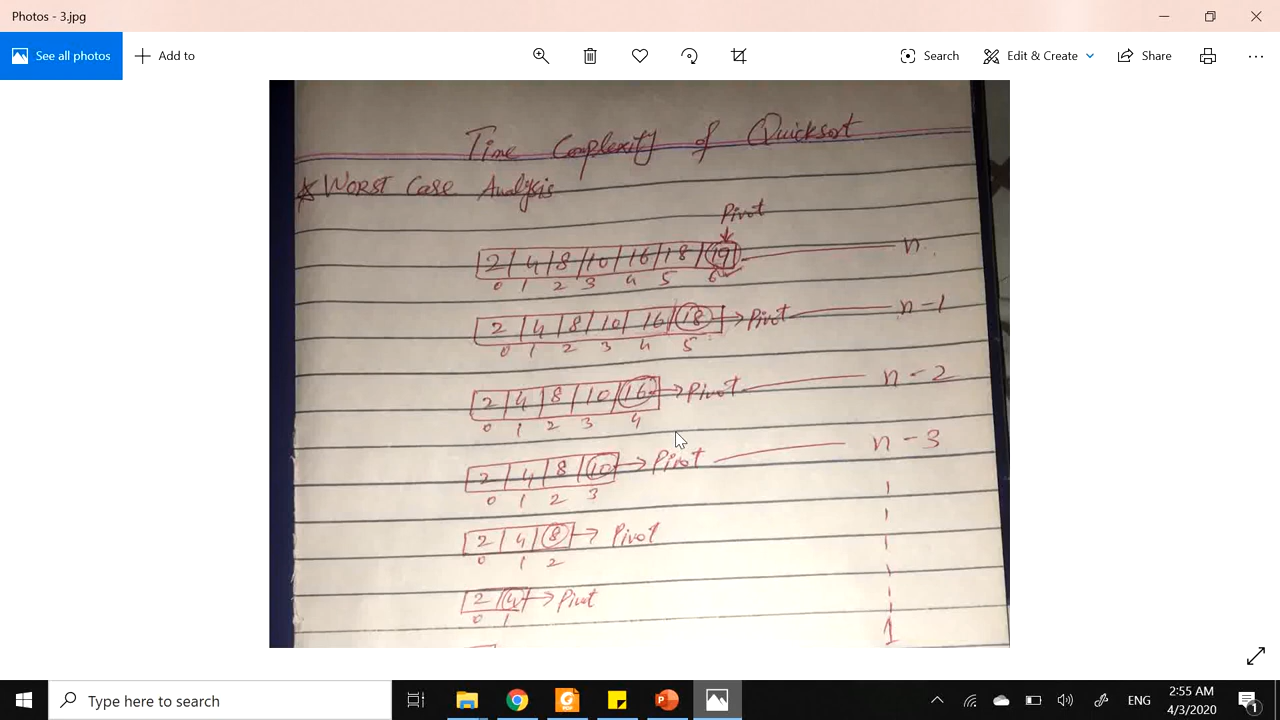 Photos - 3.jpg
See all photos
Add to
Search
Edit & Create
Share
Time Complexity of Quicksort
* WORST Case Analysis
Pivot
2 4 8 10 16 18 19 n
0 1 2 3 4 5 6
2 4 8 10 16 18 → Pivot n-1
0 1 2 3 4 5
2 4 8 10 16 → Pivot n-2
0 1 2 3 4
2 4 8 10 → Pivot n-3
0 1 2 3
2 4 8 → Pivot
0 1 2
2 4 → Pivot
0 1
1
Type here to search
ENG
2:55 AM
4/3/2020
1